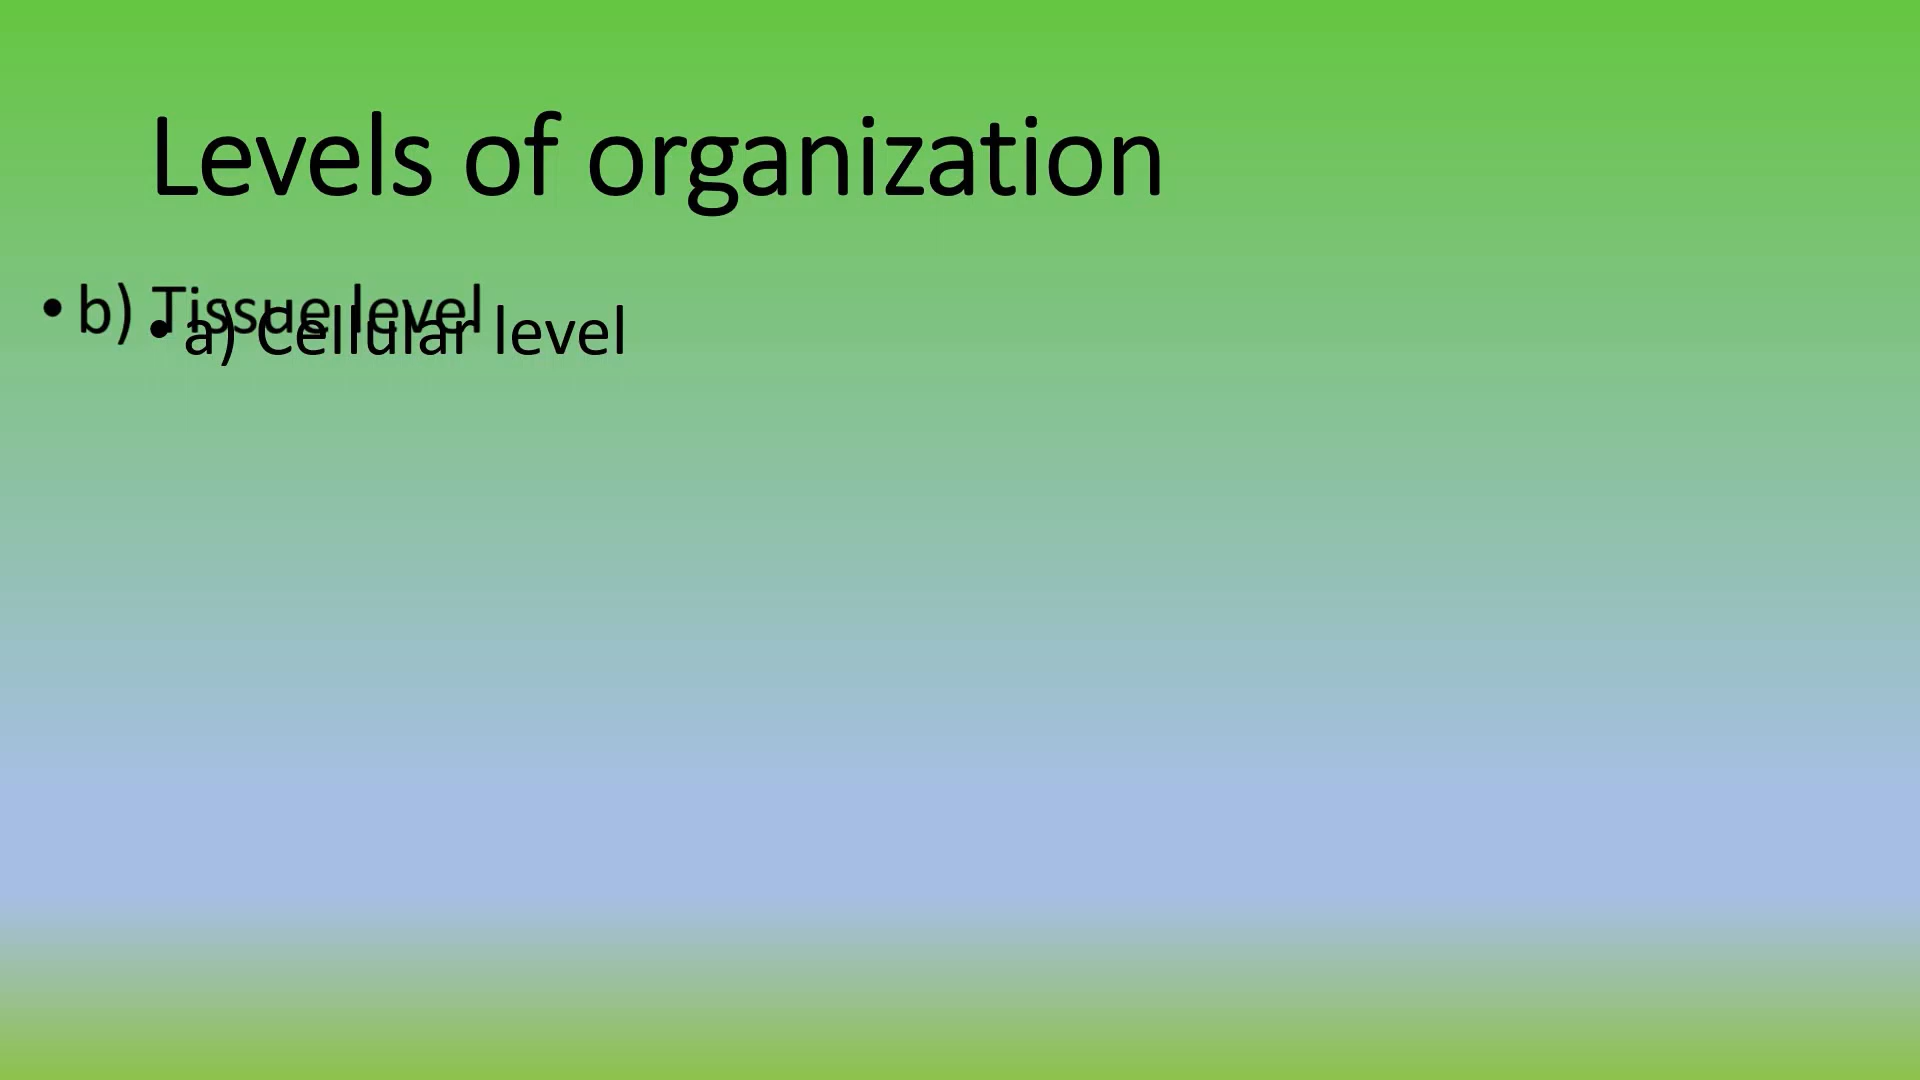 Levels of organization
• b) Tissue level
• a) Cellular level